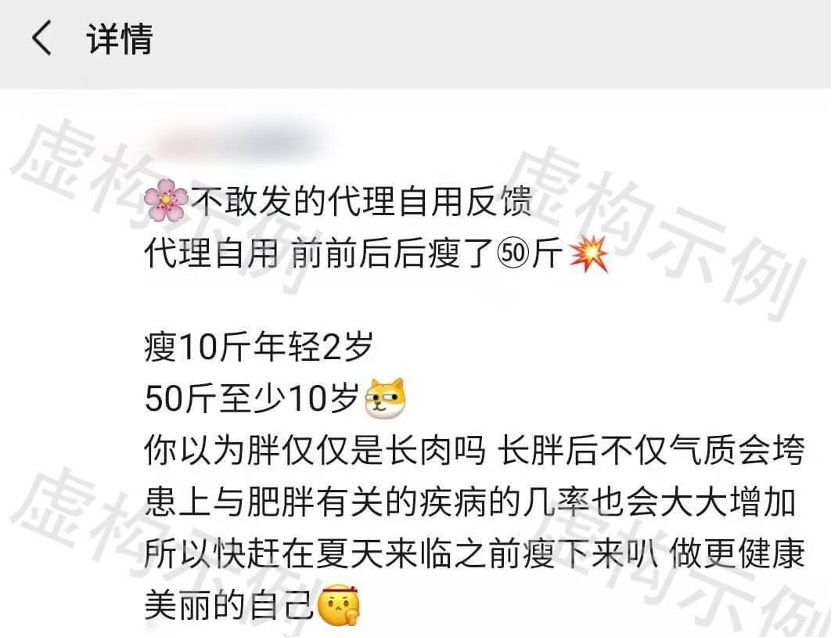 详情
🌸不敢发的代理自用反馈
代理自用 前前后后瘦了㊿斤💥
瘦10斤年轻2岁
50斤至少10岁
你以为胖仅仅是长肉吗 长胖后不仅气质会垮
患上与肥胖有关的疾病的几率也会大大增加
所以快赶在夏天来临之前瘦下来叭 做更健康
美丽的自己
虚构示例
虚构示例
虚构示例
虚构示例